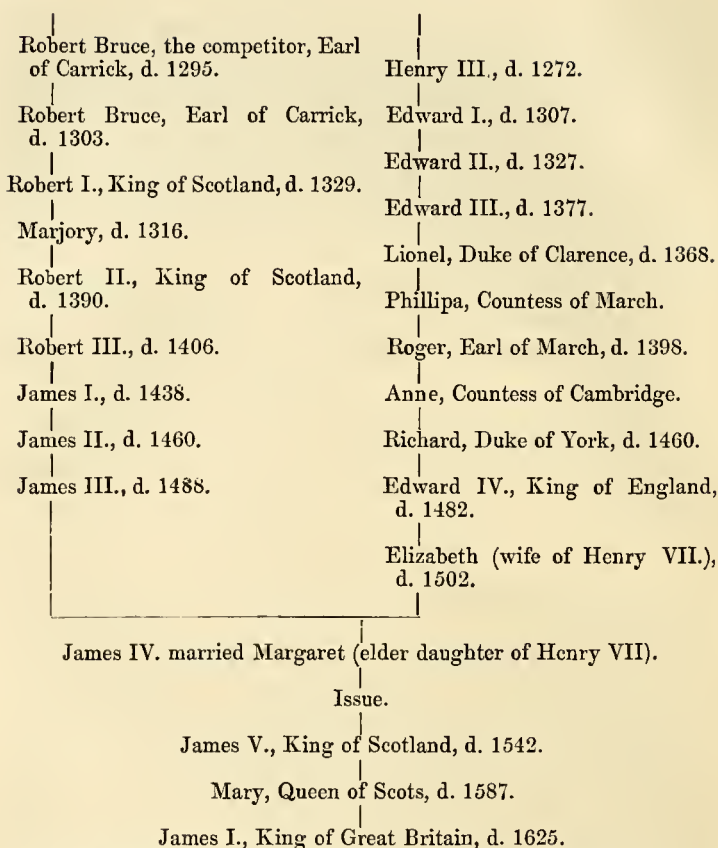 Robert Bruce, the competitor, Earl
of Carrick, d. 1295.
Robert Bruce, Earl of Carrick,
d. 1303.
Robert I., King of Scotland, d. 1329.
Marjory, d. 1316.
Robert II., King of Scotland,
d. 1390.
Robert III., d. 1406.
James I., d. 1438.
James II., d. 1460.
James III., d. 1488.
Henry III., d. 1272.
Edward I., d. 1307.
Edward II., d. 1327.
Edward III., d. 1377.
Lionel, Duke of Clarence, d. 1368.
Phillipa, Countess of March.
Roger, Earl of March, d. 1398.
Anne, Countess of Cambridge.
Richard, Duke of York, d. 1460.
Edward IV., King of England,
d. 1482.
Elizabeth (wife of Henry VII.),
d. 1502.
James IV. married Margaret (elder daughter of Henry VII).
Issue.
James V., King of Scotland, d. 1542.
Mary, Queen of Scots, d. 1587.
James I., King of Great Britain, d. 1625.